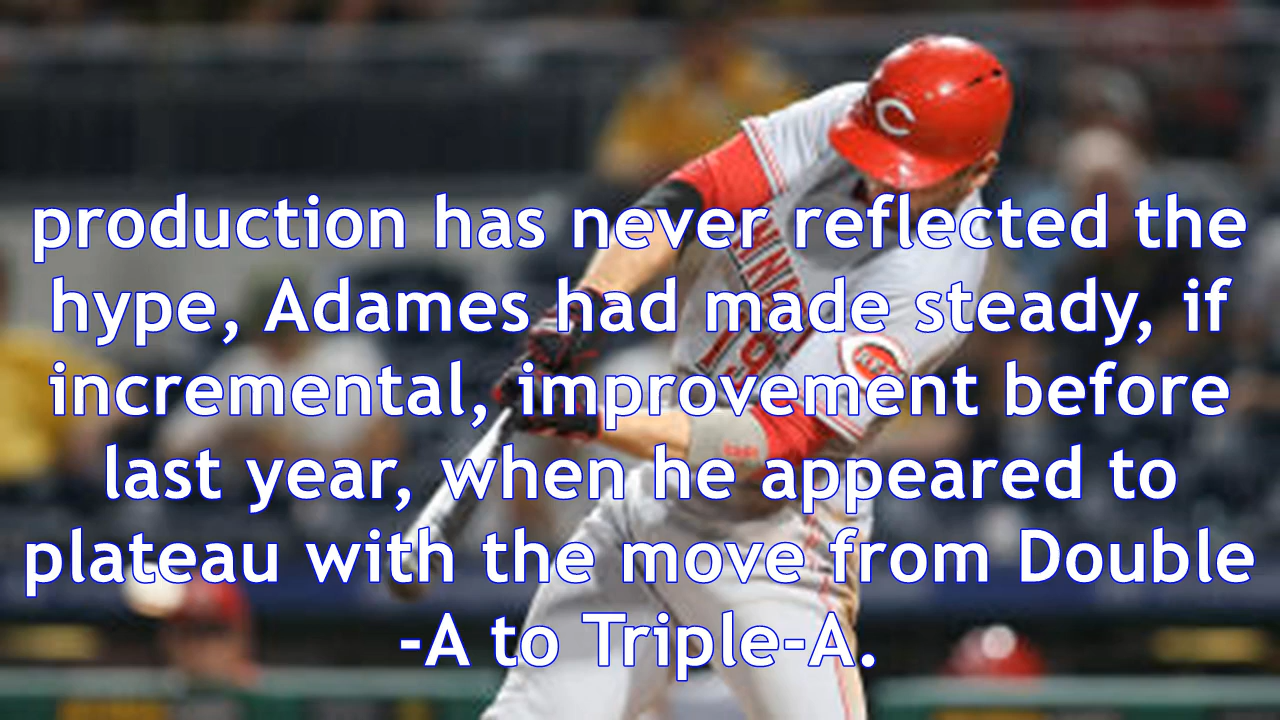 C
production has never reflected the
hype, Adames had made steady, if
incremental, improvement before
last year, when he appeared to
plateau with the move from Double
-A to Triple-A.